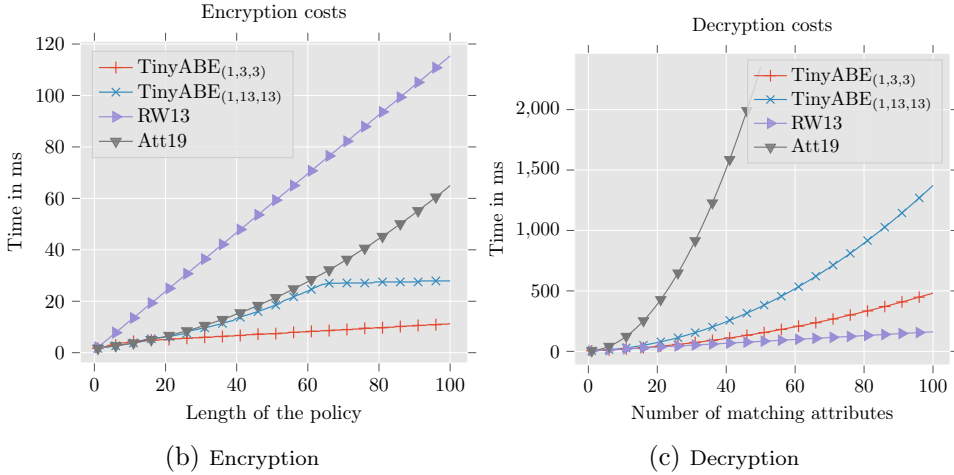 Encryption costs
120
100
80
60
40
20
0
Time in ms
TinyABE(1,3,3)
TinyABE(1,13,13)
RW13
Att19
0 20 40 60 80 100
Length of the policy
(b) Encryption
Decryption costs
2,000
1,500
1,000
500
0
Time in ms
TinyABE(1,3,3)
TinyABE(1,13,13)
RW13
Att19
0 20 40 60 80 100
Number of matching attributes
(c) Decryption